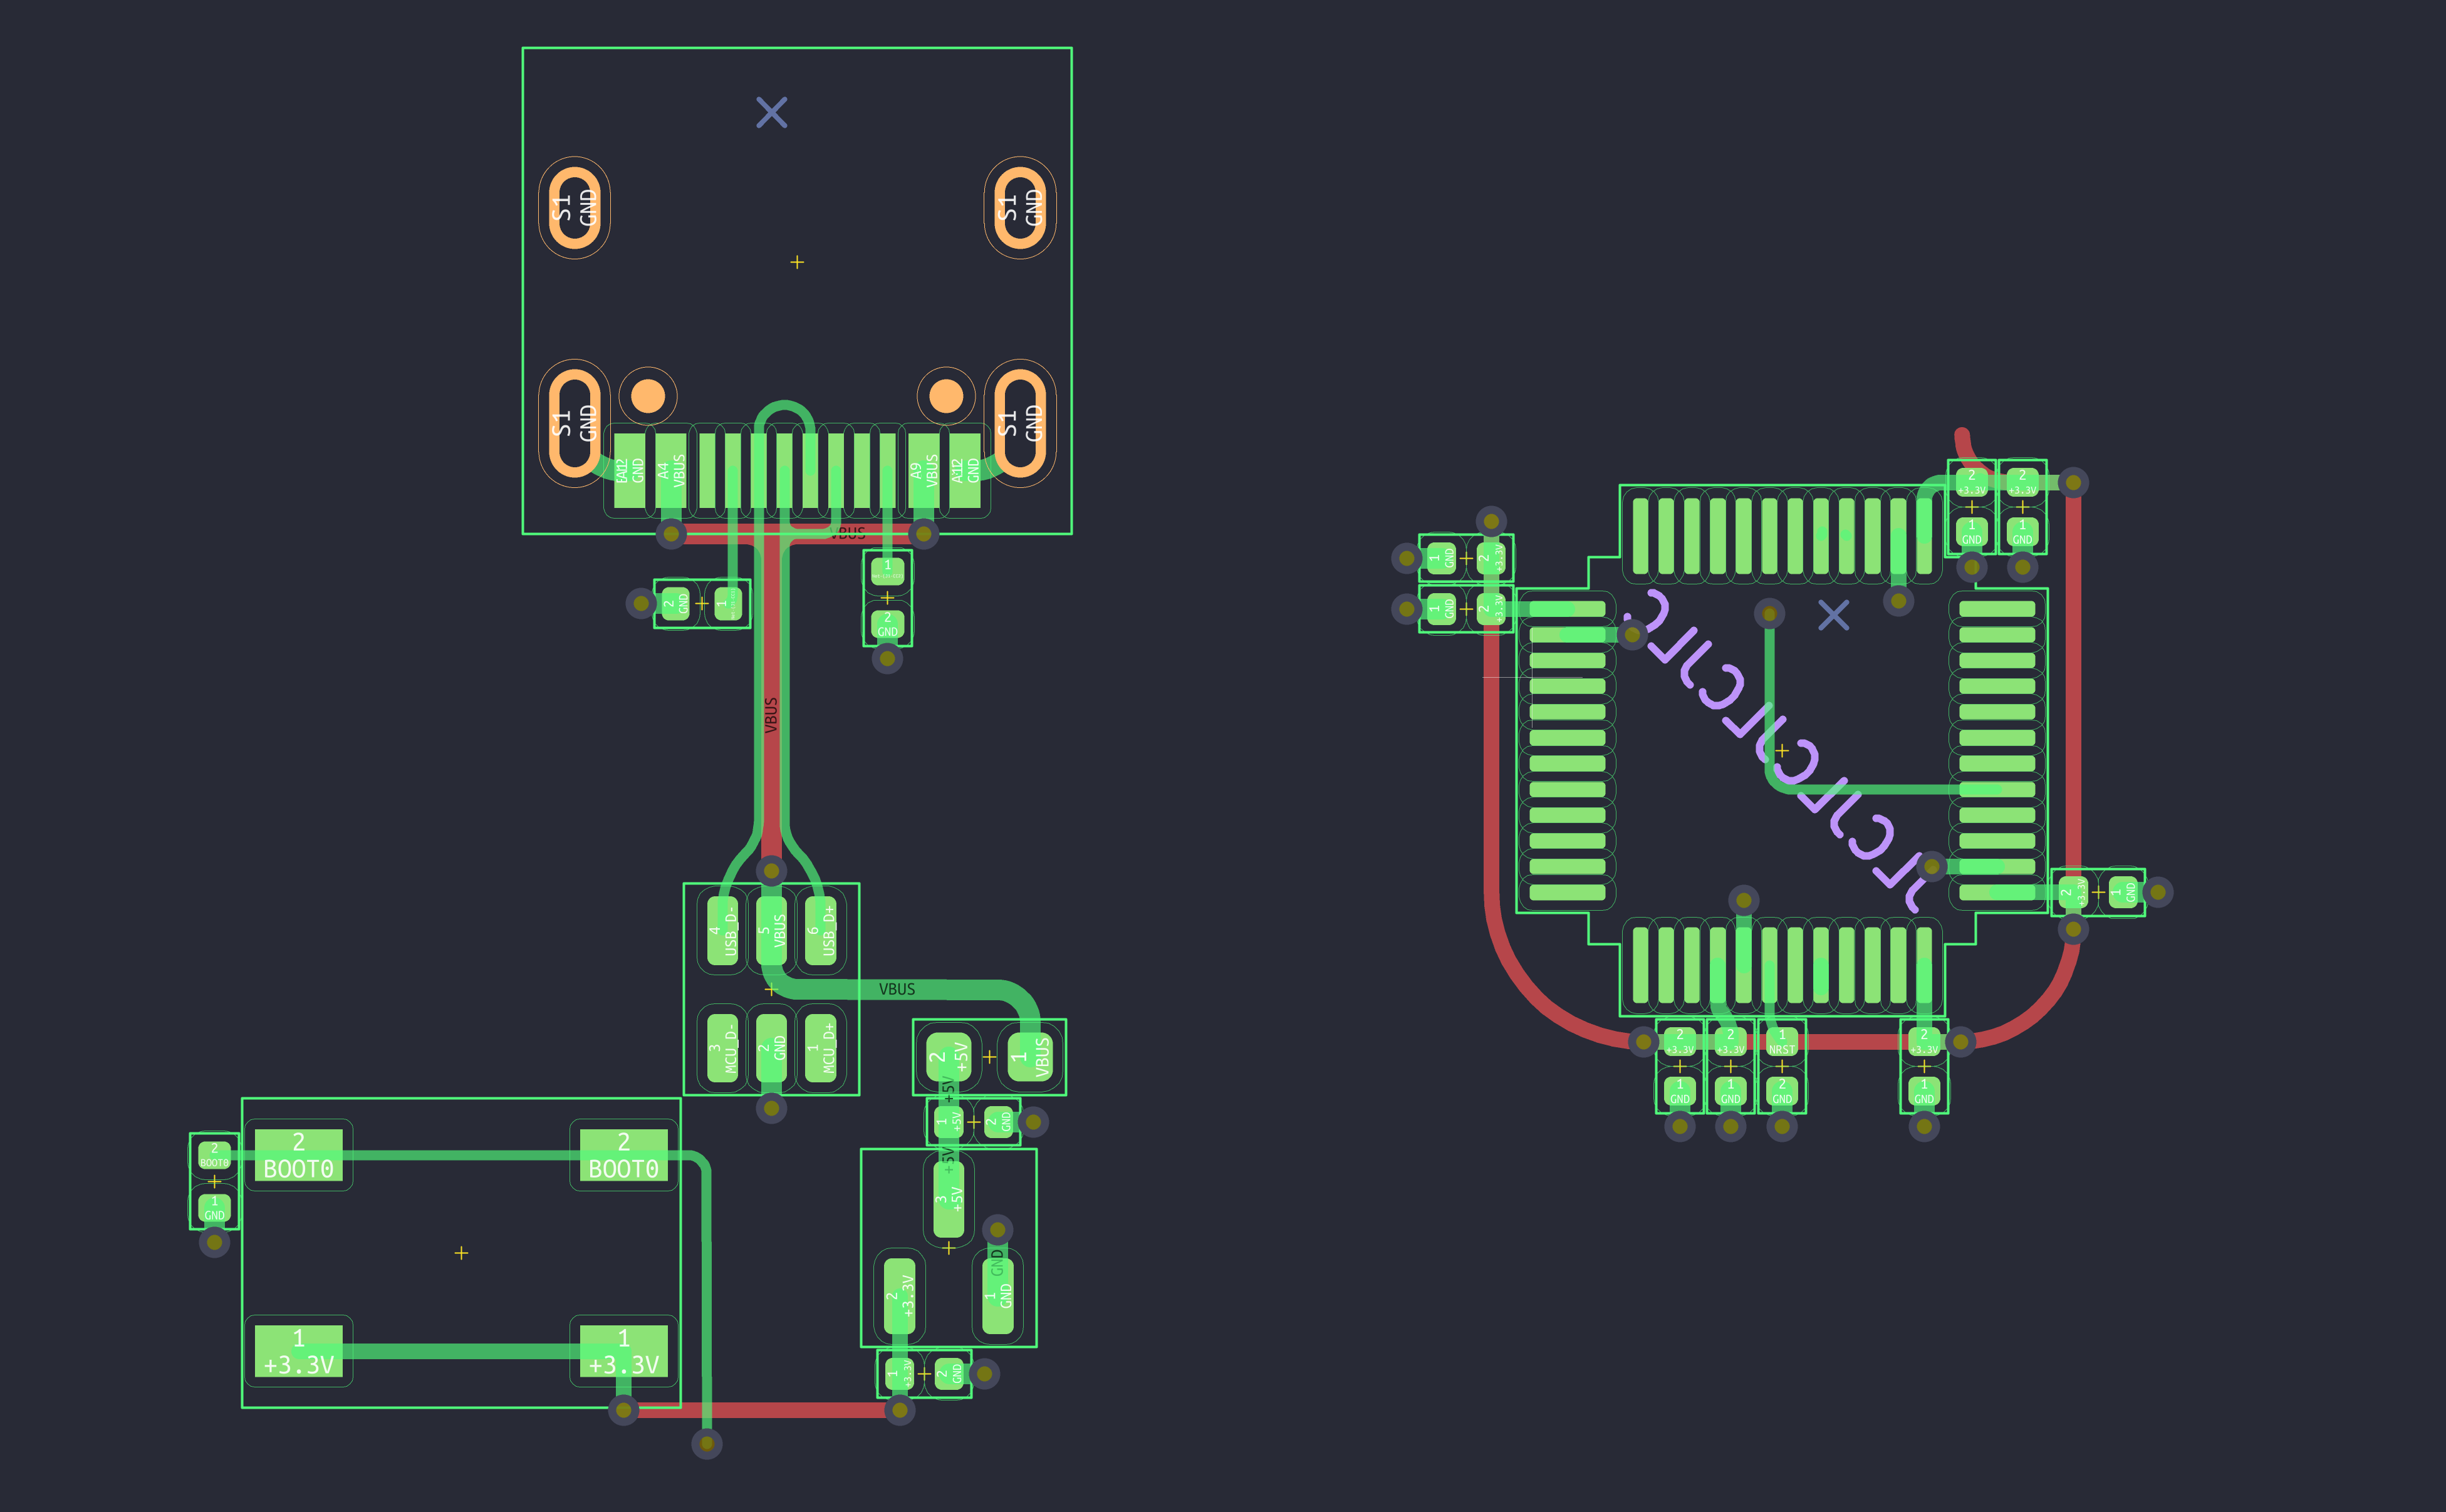 S1
GND
S1
GND
S1
GND
S1
GND
GND
A4
VBUS
A9
VBUS
GND
VBUS
2
GND
1
1
2
GND
VBUS
4
USB_D-
5
VBUS
6
USB_D+
VBUS
3
MCU_D-
2
GND
1
MCU_D+
2
+5V
1
VBUS
+5V
1
+5V
2
GND
+5V
3
+5V
GND
2
+3.3V
1
GND
1
+3.3V
2
GND
2
BOOT0
1
GND
2
BOOT0
2
BOOT0
1
+3.3V
1
+3.3V
1
GND
2
+3.3V
1
GND
2
+3.3V
2
+3.3V
1
GND
2
+3.3V
1
GND
2
+3.3V
1
GND
2
+3.3V
1
GND
2
+3.3V
1
GND
1
NRST
2
GND
2
+3.3V
1
GND